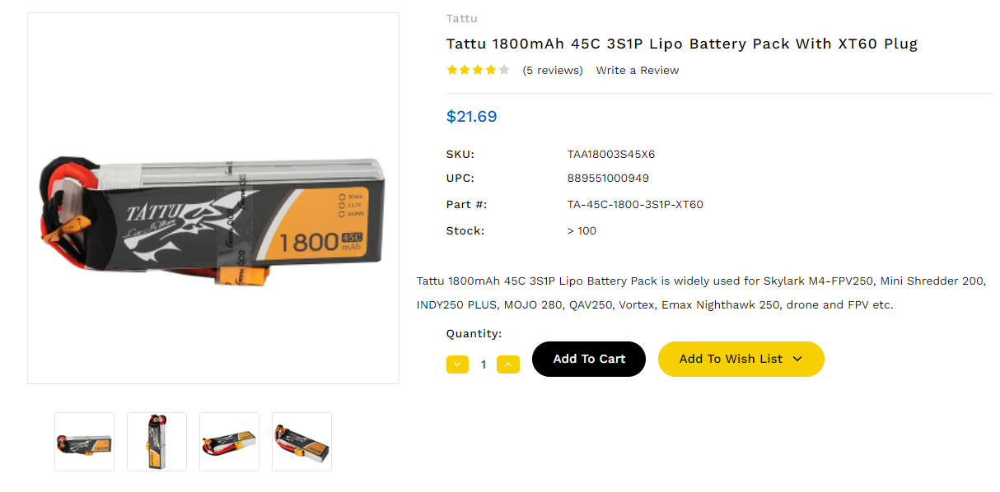 Tattu
Tattu 1800mAh 45C 3S1P Lipo Battery Pack With XT60 Plug
(5 reviews) Write a Review
$21.69
SKU: TAA18003S45X6
UPC: 889551000949
Part #: TA-45C-1800-3S1P-XT60
Stock: > 100
Tattu 1800mAh 45C 3S1P Lipo Battery Pack is widely used for Skylark M4-FPV250, Mini Shredder 200,
INDY250 PLUS, MOJO 280, QAV250, Vortex, Emax Nighthawk 250, drone and FPV etc.
Quantity:
1 Add To Cart Add To Wish List
TATTU
1800 45C
mAh